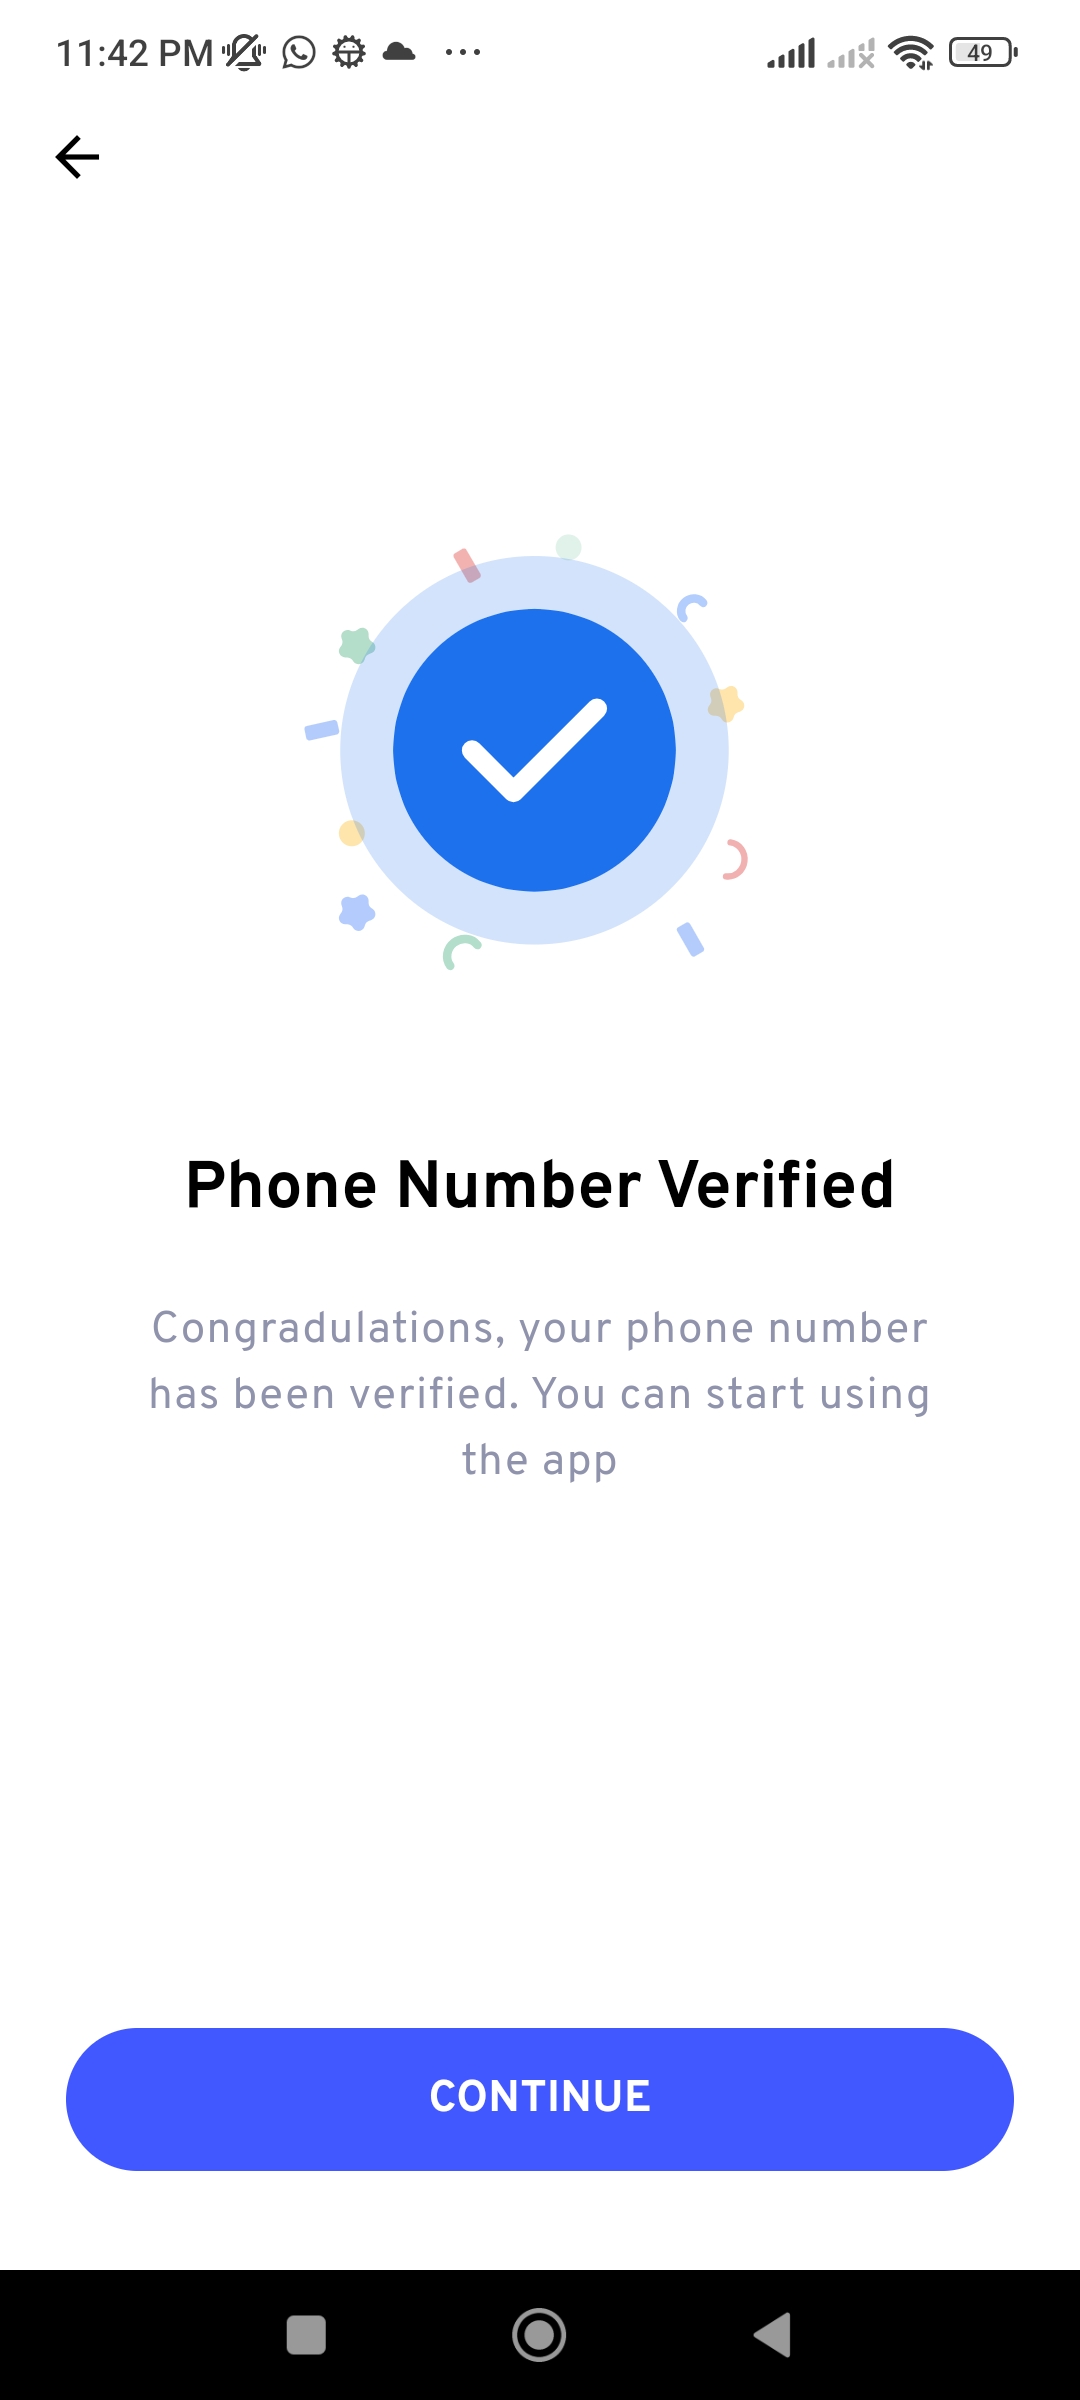 11:42 PM
49
Phone Number Verified
Congradulations, your phone number
has been verified. You can start using
the app
CONTINUE